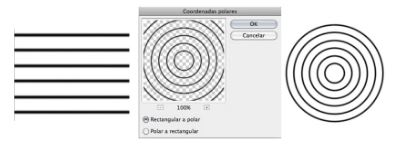 Coordenadas polares
OK
Cancelar
100%
Rectangular a polar
Polar a rectangular